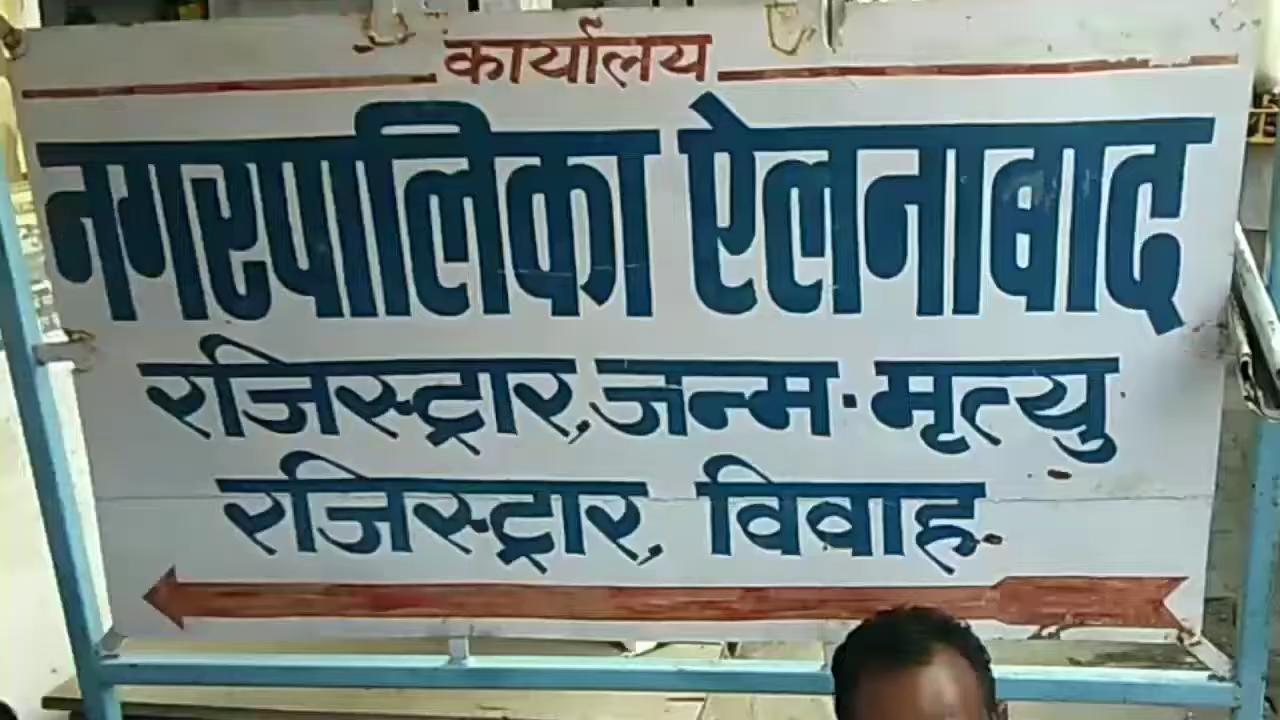 कार्यालय
नगरपालिका ऐलनाबाद
रजिस्ट्रार, जन्म-मृत्यु
रजिस्ट्रार, विवाह